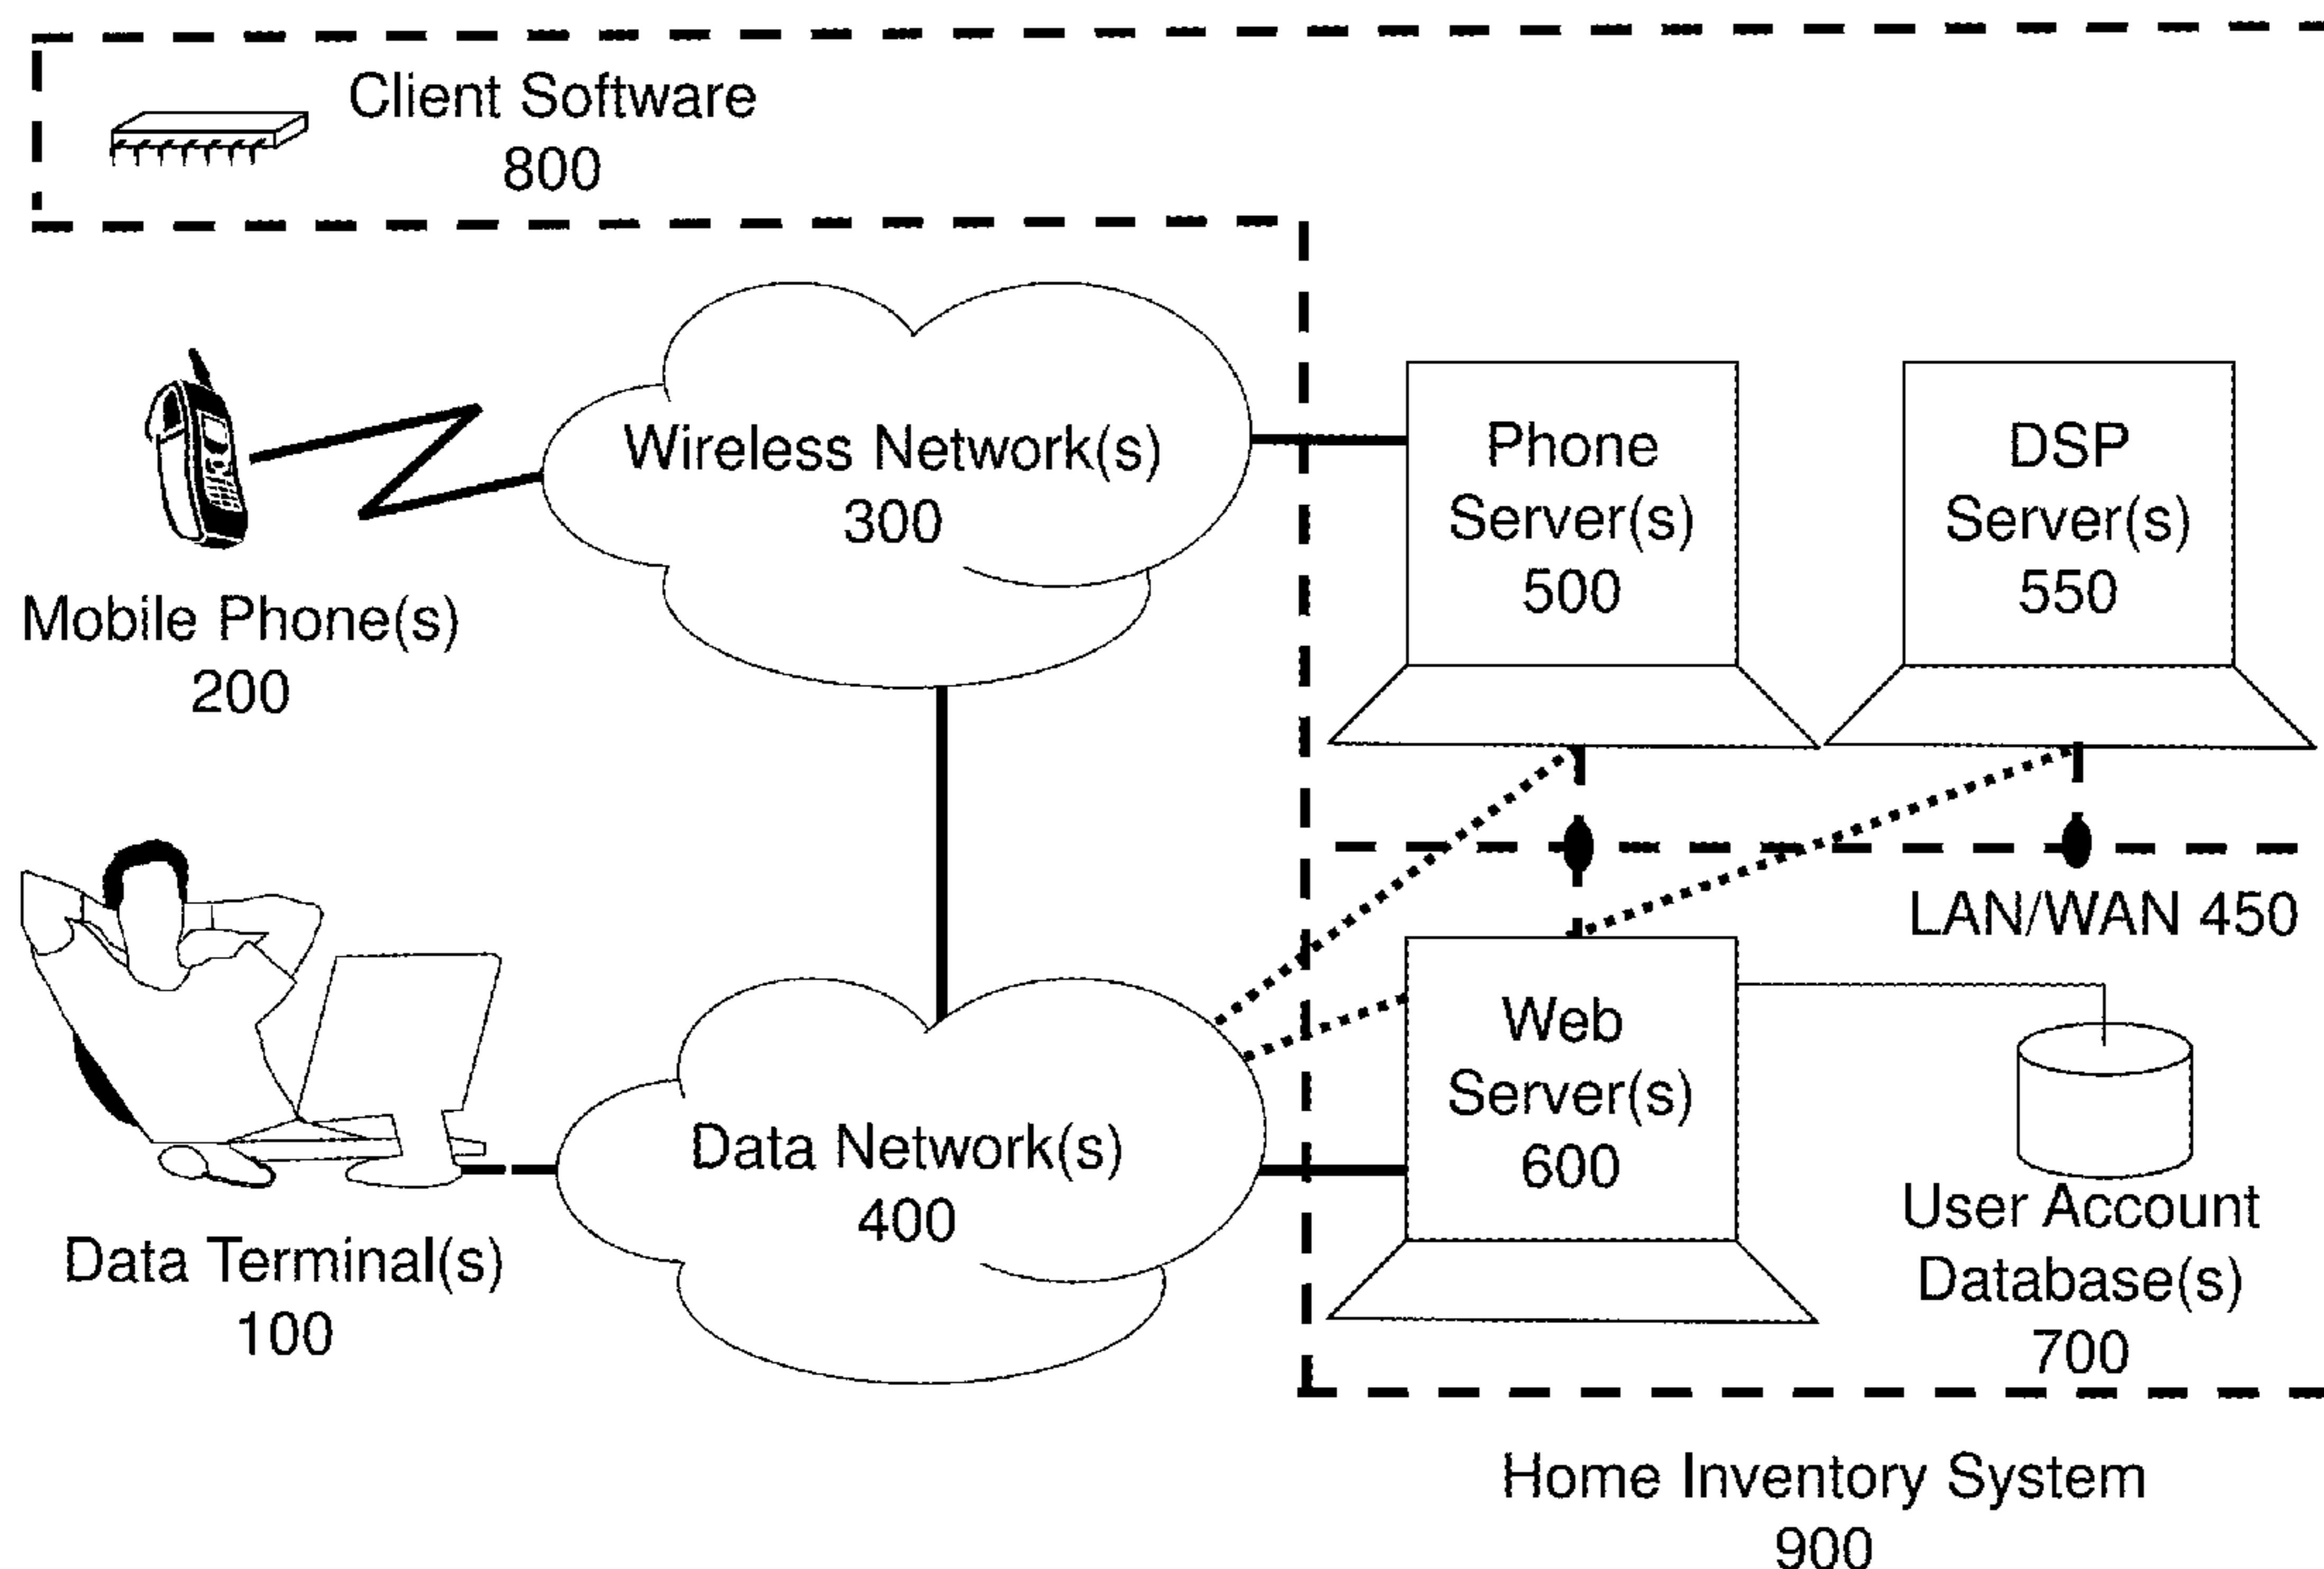 Client Software
800
Wireless Network(s)
300
Phone
Server(s)
500
DSP
Server(s)
550
Mobile Phone(s)
200
LAN/WAN 450
Web
Server(s)
600
Data Network(s)
400
User Account
Database(s)
700
Data Terminal(s)
100
Home Inventory System
900